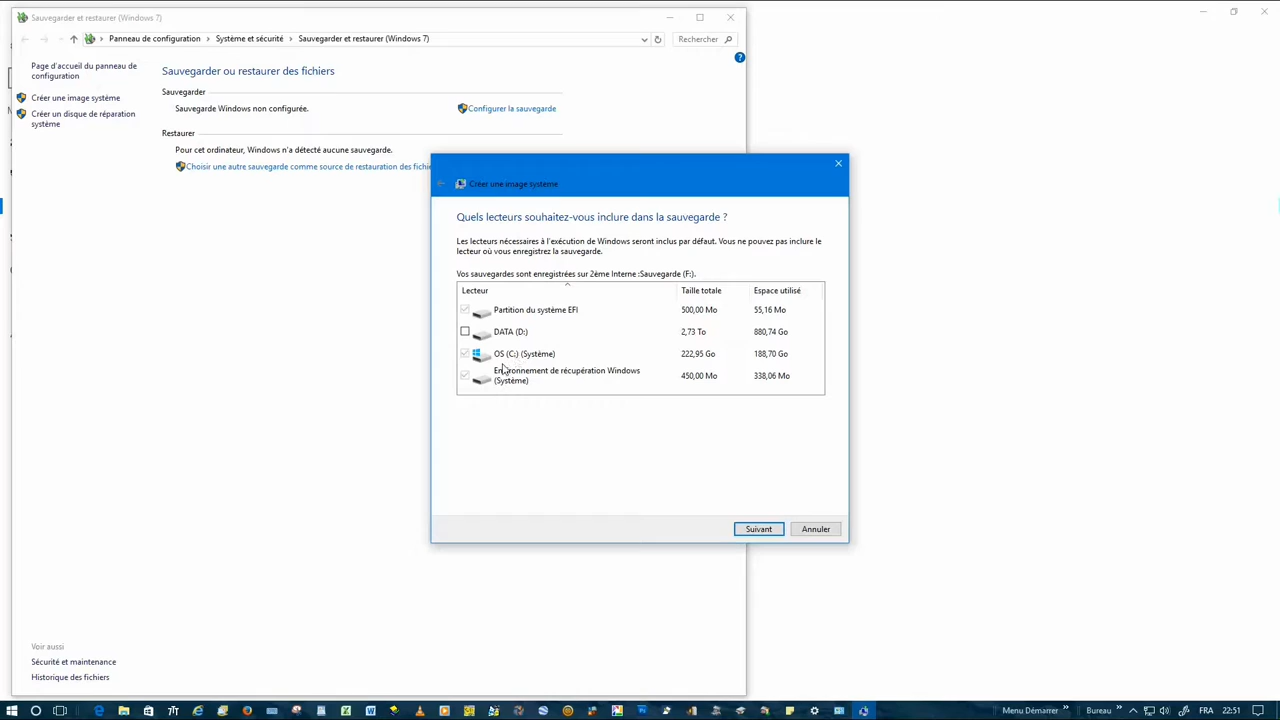 Sauvegarder et restaurer (Windows 7)
Panneau de configuration
Système et sécurité
Sauvegarder et restaurer (Windows 7)
Rechercher
Page d'accueil du panneau de
configuration
Créer une image système
Créer un disque de réparation
système
Sauvegarder ou restaurer des fichiers
Sauvegarder
Sauvegarde Windows non configurée.
Configurer la sauvegarde
Restaurer
Pour cet ordinateur, Windows n'a détecté aucune sauvegarde.
Choisir une autre sauvegarde comme source de restauration des
Créer une image système
Quels lecteurs souhaitez-vous inclure dans la sauvegarde ?
Les lecteurs nécessaires à l'exécution de Windows seront inclus par défaut. Vous ne pouvez pas inclure le
lecteur où vous enregistrez la sauvegarde.
Vos sauvegardes sont enregistrées sur 2ème Interne :Sauvegarde (F:).
Lecteur Taille totale Espace utilisé
Partition du système EFI 500,00 Mo 55,16 Mo
DATA (D:) 2,73 To 880,74 Go
OS (C:) (Système) 222,95 Go 188,70 Go
Environnement de récupération Windows
(Système) 450,00 Mo 338,06 Mo
Suivant Annuler
Voir aussi
Sécurité et maintenance
Historique des fichiers
Menu Démarrer » Bureau » FRA 22:51